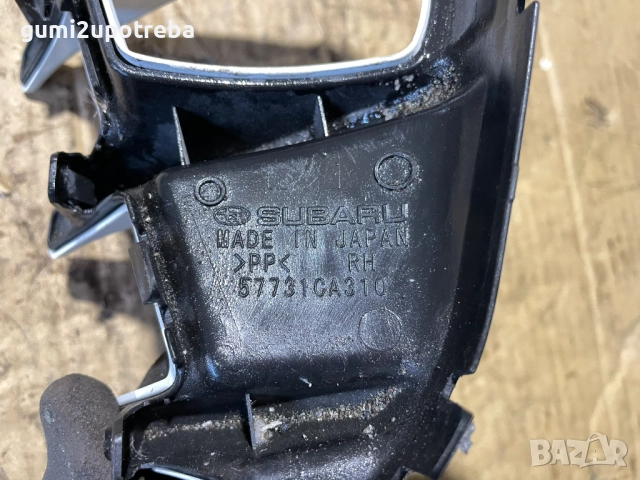 gumi2upotreba
SUBARU
MADE IN JAPAN
>PP< RH
57731CA310
BAZAR